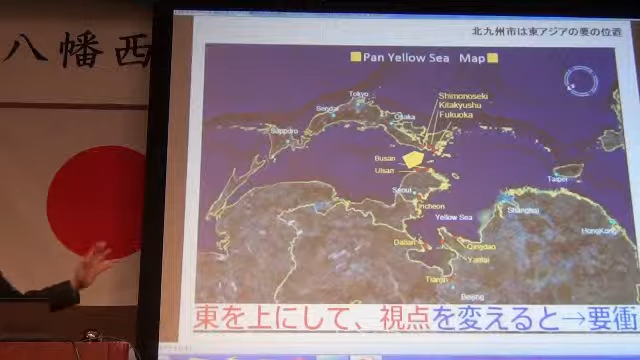 八幡西
北九州市は東アジアの要の位置
Pan Yellow Sea Map
Shimonoseki
Kitakyushu
Fukuoka
Tokyo
Sendai
Osaka
Sapporo
Busan
Ulsan
Seoul
Incheon
Yellow Sea
Taipei
Shanghai
HongKong
Dalian
Qingdao
Yantai
Tianjin
Beijing
東を上にして、視点を変えると→要衝